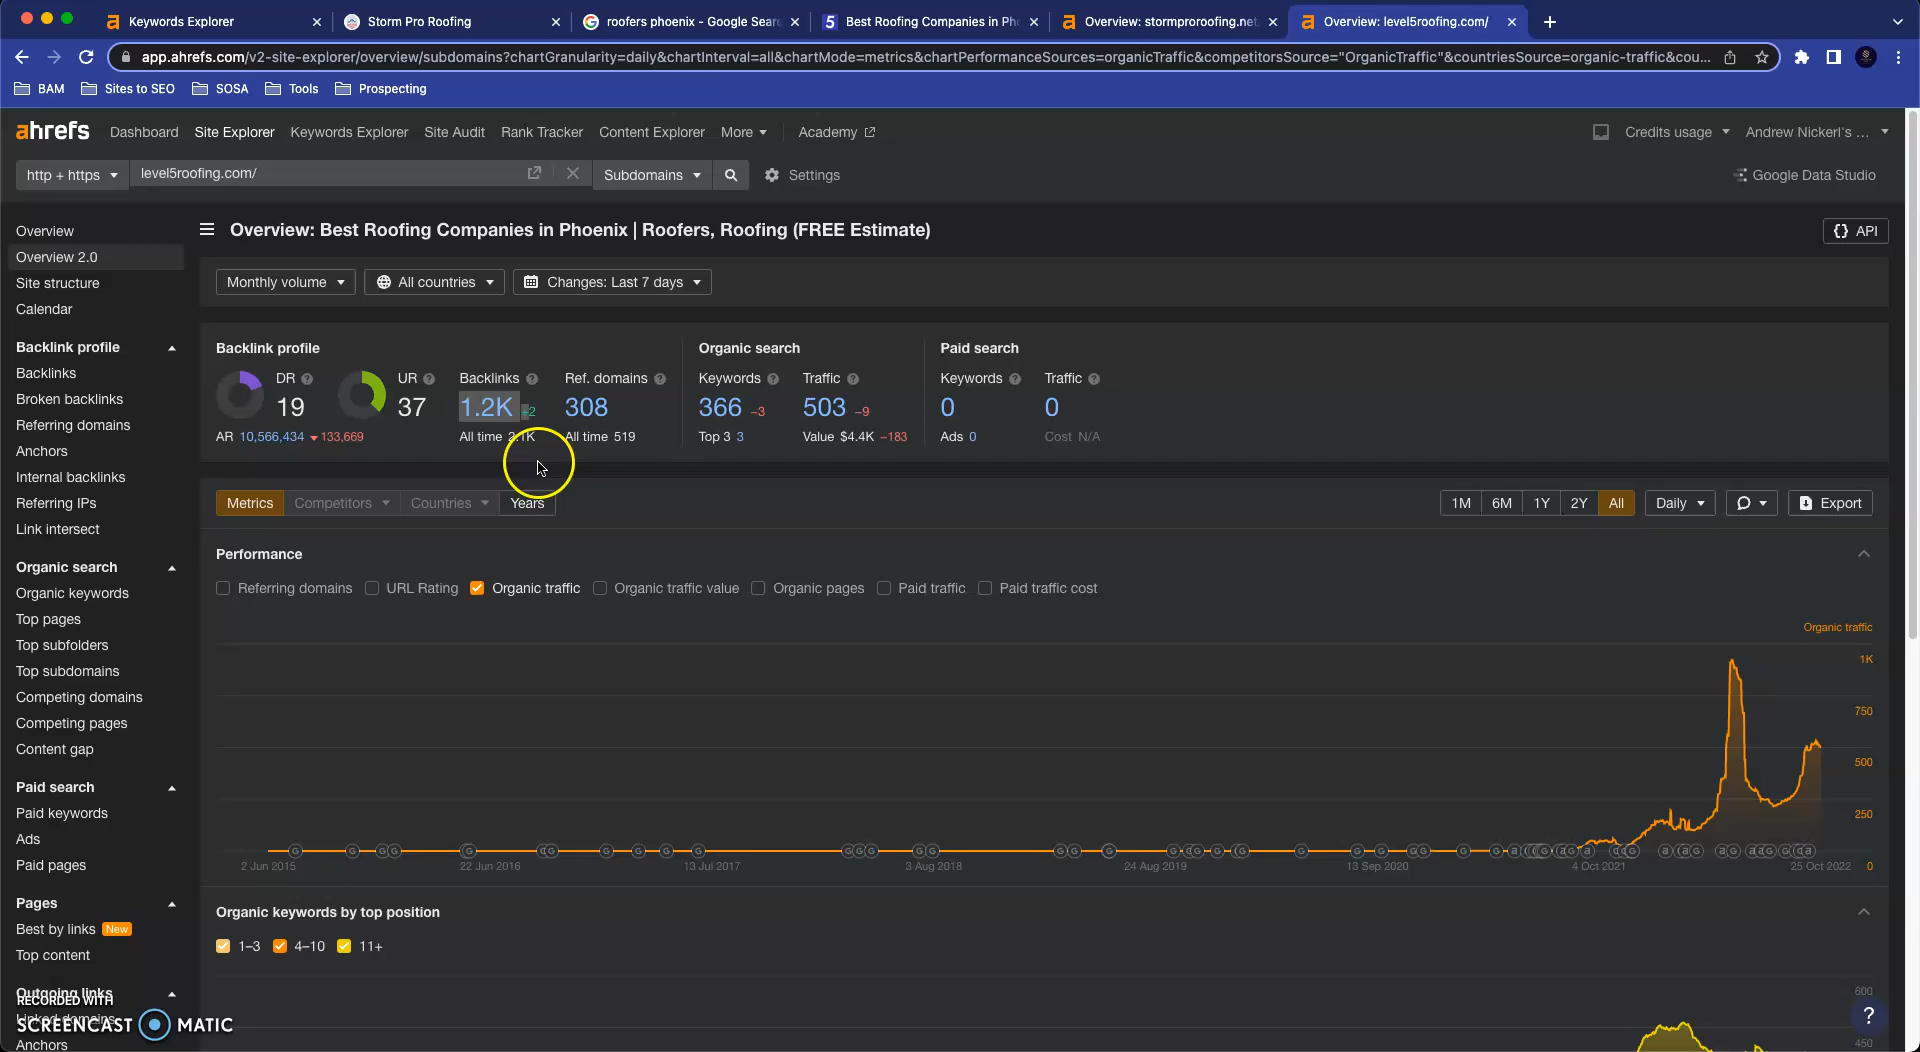 Keywords Explorer
Storm Pro Roofing
roofers phoenix - Google Sear
Best Roofing Companies in Pho
Overview: stormproroofing.net
Overview: level5roofing.com/
app.ahrefs.com/v2-site-explorer/overview/subdomains?chartGranularity=daily&chartInterval=all&chartMode=metrics&chartPerformanceSources=organicTraffic&competitorsSource="OrganicTraffic"&countriesSource=organic-traffic&cou...
BAM Sites to SEO SOSA Tools Prospecting
ahrefs Dashboard Site Explorer Keywords Explorer Site Audit Rank Tracker Content Explorer More Academy Credits usage Andrew Nickerl's ...
http + https level5roofing.com/ Subdomains Settings Google Data Studio
Overview: Best Roofing Companies in Phoenix | Roofers, Roofing (FREE Estimate)
{} API
Monthly volume All countries Changes: Last 7 days
Overview
Overview 2.0
Site structure
Calendar
Backlink profile
Backlinks
Broken backlinks
Referring domains
Anchors
Internal backlinks
Referring IPs
Link intersect
Organic search
Organic keywords
Top pages
Top subfolders
Top subdomains
Competing domains
Competing pages
Content gap
Paid search
Paid keywords
Ads
Paid pages
Pages
Best by links New
Top content
Outgoing links
Linked domains
Anchors
RECORDED WITH
SCREENCAST MATIC
Backlink profile
DR UR Backlinks Ref. domains
19 37 1.2K +2 308
AR 10,566,434 133,669 All time 2.1K All time 519
Organic search
Keywords Traffic
366 -3 503 -9
Top 3 3 Value $4.4K -183
Paid search
Keywords Traffic
0 0
Ads 0 Cost N/A
Metrics Competitors Countries Years
1M 6M 1Y 2Y All Daily Export
Performance
Referring domains URL Rating Organic traffic Organic traffic value Organic pages Paid traffic Paid traffic cost
Organic traffic
1K
750
500
250
0
2 Jun 2015 22 Jun 2016 13 Jul 2017 3 Aug 2018 24 Aug 2019 13 Sep 2020 4 Oct 2021 25 Oct 2022
Organic keywords by top position
1–3 4–10 11+
600
450
?